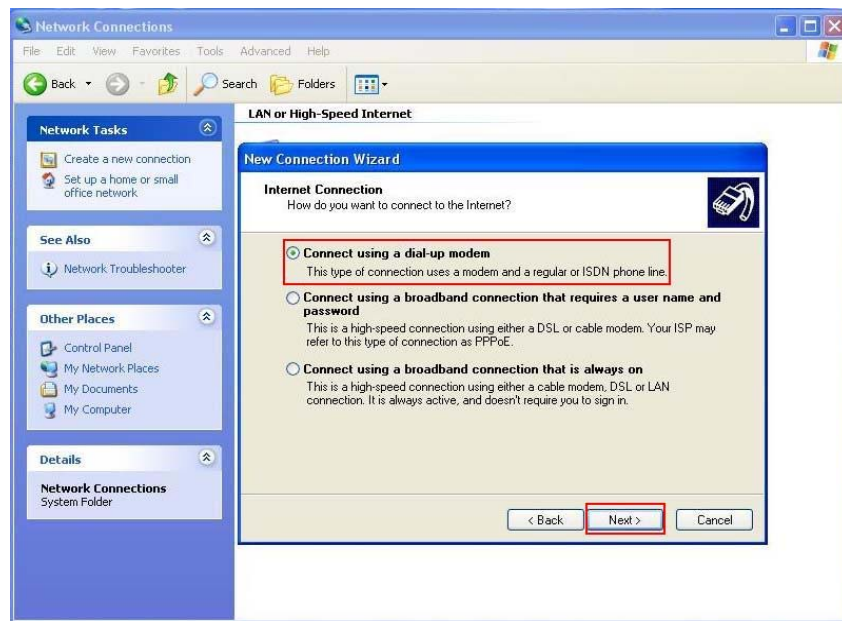 Network Connections
File Edit View Favorites Tools Advanced Help
Back Search Folders
LAN or High-Speed Internet
Network Tasks
Create a new connection
Set up a home or small
office network
See Also
Network Troubleshooter
Other Places
Control Panel
My Network Places
My Documents
My Computer
Details
Network Connections
System Folder
New Connection Wizard
Internet Connection
How do you want to connect to the Internet?
Connect using a dial-up modem
This type of connection uses a modem and a regular or ISDN phone line.
Connect using a broadband connection that requires a user name and
password
This is a high-speed connection using either a DSL or cable modem. Your ISP may
refer to this type of connection as PPPoE.
Connect using a broadband connection that is always on
This is a high-speed connection using either a cable modem, DSL or LAN
connection. It is always active, and doesn't require you to sign in.
< Back Next > Cancel